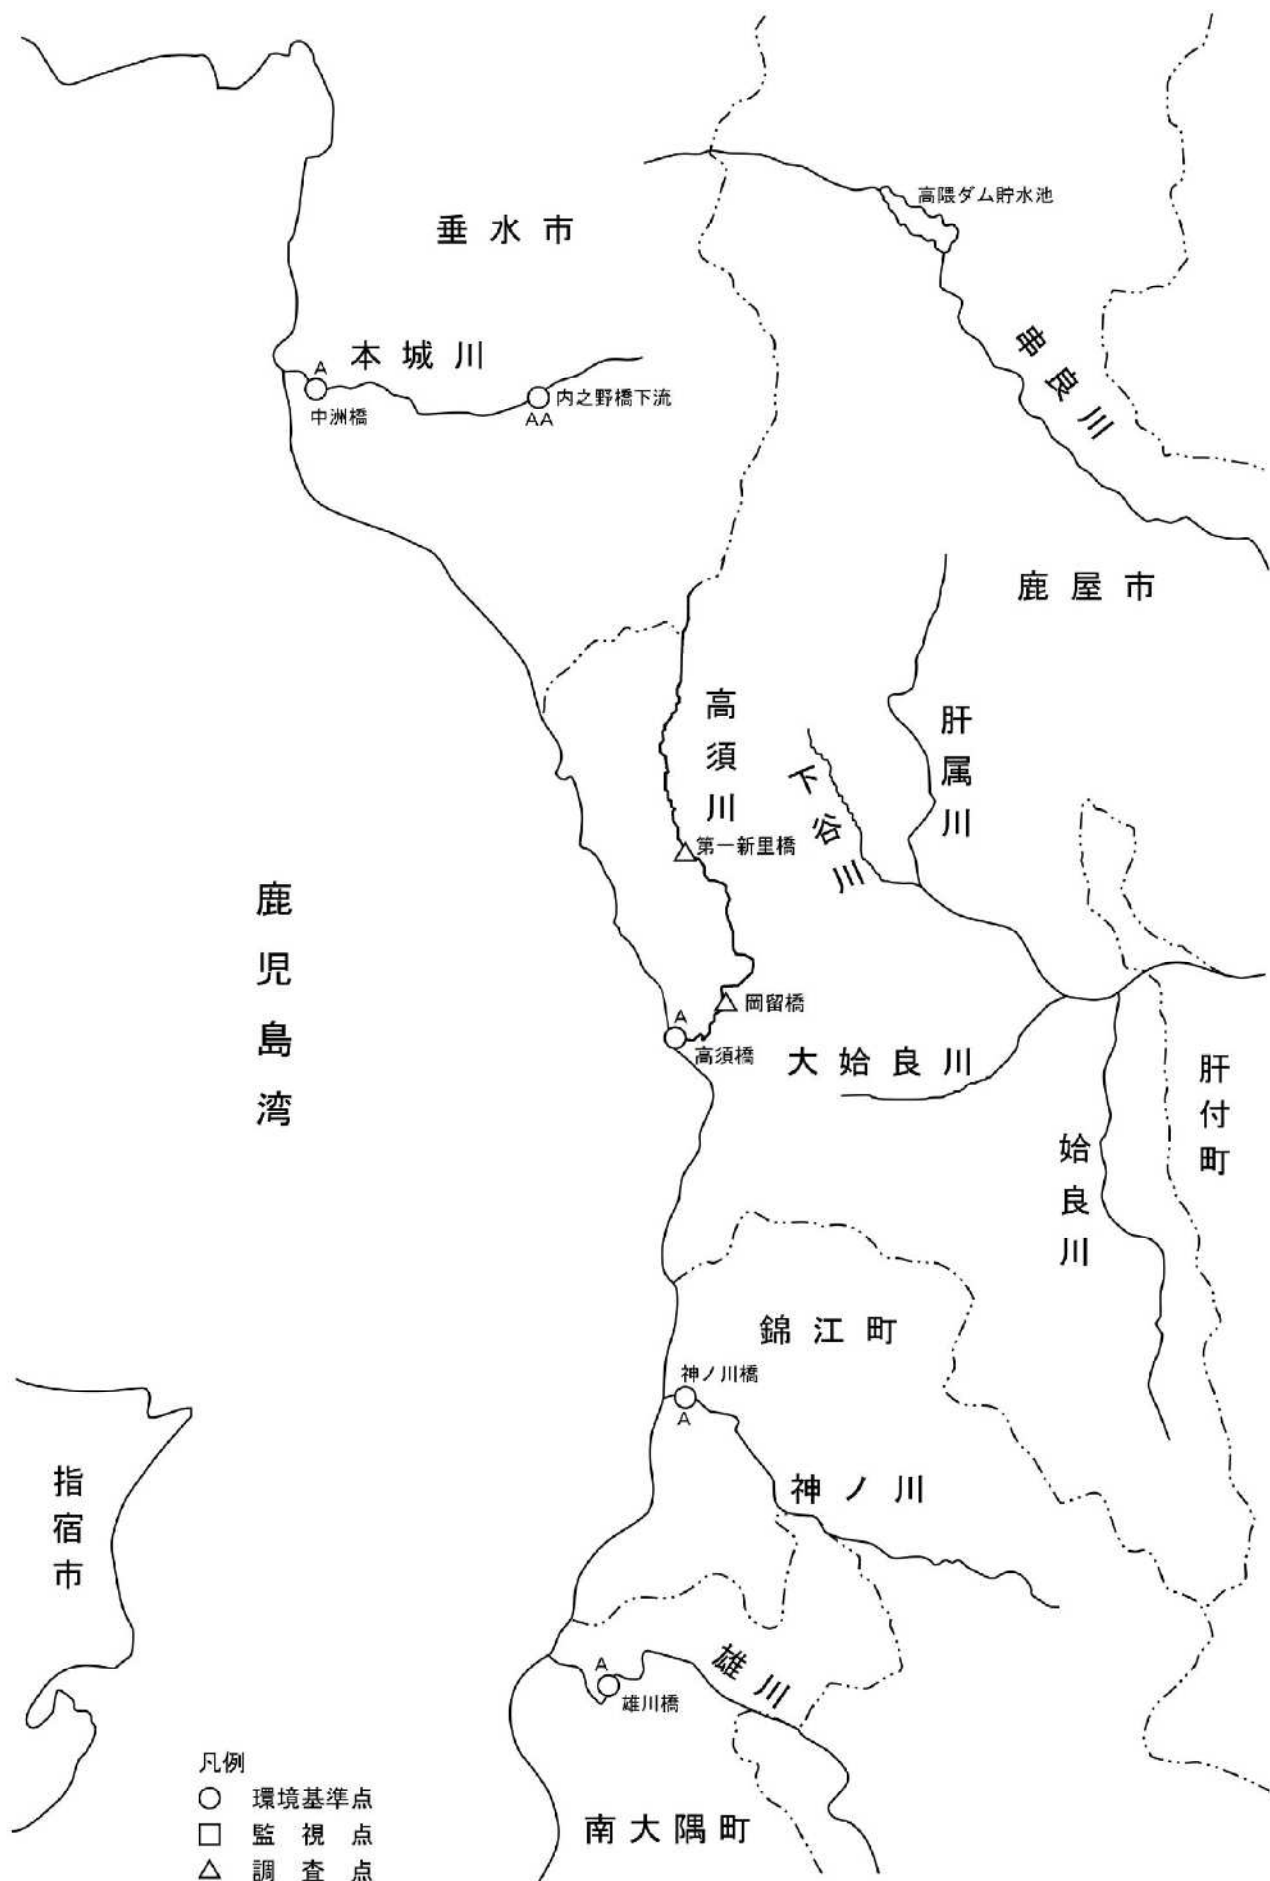 高隈ダム貯水池
垂水市
串良川
本城川
A
中洲橋
内之野橋下流
AA
鹿屋市
高須川
肝属川
下谷川
第一新里橋
鹿児島湾
岡留橋
A
高須橋
大姶良川
肝付町
姶良川
錦江町
神ノ川橋
A
神ノ川
指宿市
雄川
A
雄川橋
南大隅町
凡例
○ 環境基準点
□ 監視点
△ 調査点